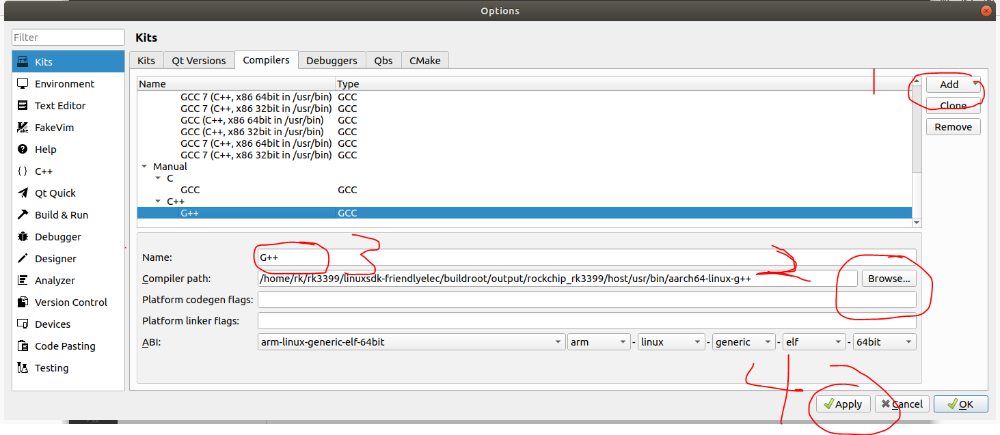 Options
Filter
Kits
Environment
Text Editor
FakeVim
Help
C++
Qt Quick
Build & Run
Debugger
Designer
Analyzer
Version Control
Devices
Code Pasting
Testing
Kits
Kits Qt Versions Compilers Debuggers Qbs CMake
Name Type
GCC 7 (C++, x86 64bit in /usr/bin) GCC
GCC 7 (C++, x86 32bit in /usr/bin) GCC
GCC (C++, x86 64bit in /usr/bin) GCC
GCC (C++, x86 32bit in /usr/bin) GCC
GCC 7 (C++, x86 64bit in /usr/bin) GCC
GCC 7 (C++, x86 32bit in /usr/bin) GCC
Manual
C
GCC GCC
C++
G++ GCC
1
Add
Clone
Remove
Name: G++ 3
2
Compiler path: /home/rk/rk3399/linuxsdk-friendlyelec/buildroot/output/rockchip_rk3399/host/usr/bin/aarch64-linux-g++ Browse...
Platform codegen flags:
Platform linker flags:
ABI: arm-linux-generic-elf-64bit arm - linux - generic - elf - 64bit
4
Apply Cancel OK